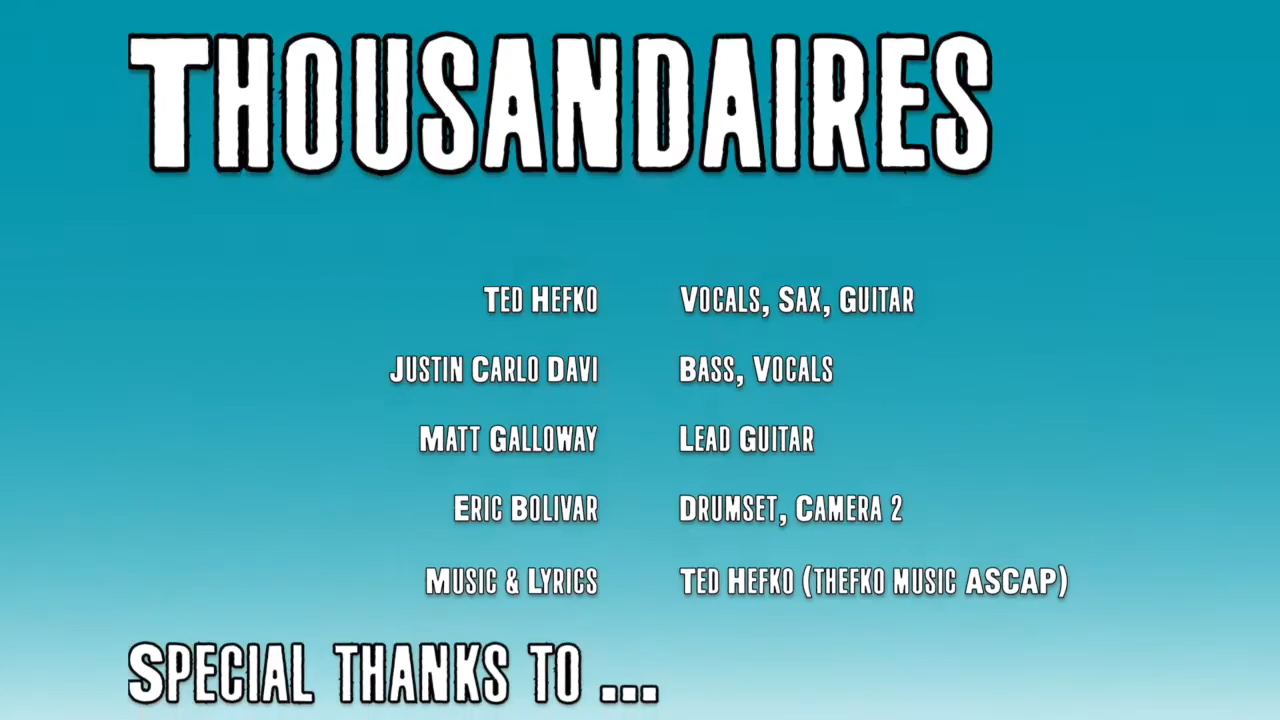 Thousandaires
Ted Hefko Vocals, Sax, Guitar
Justin Carlo Davi Bass, Vocals
Matt Galloway Lead Guitar
Eric Bolivar Drumset, Camera 2
Music & Lyrics Ted Hefko (thefko music ASCAP)
Special thanks to ...